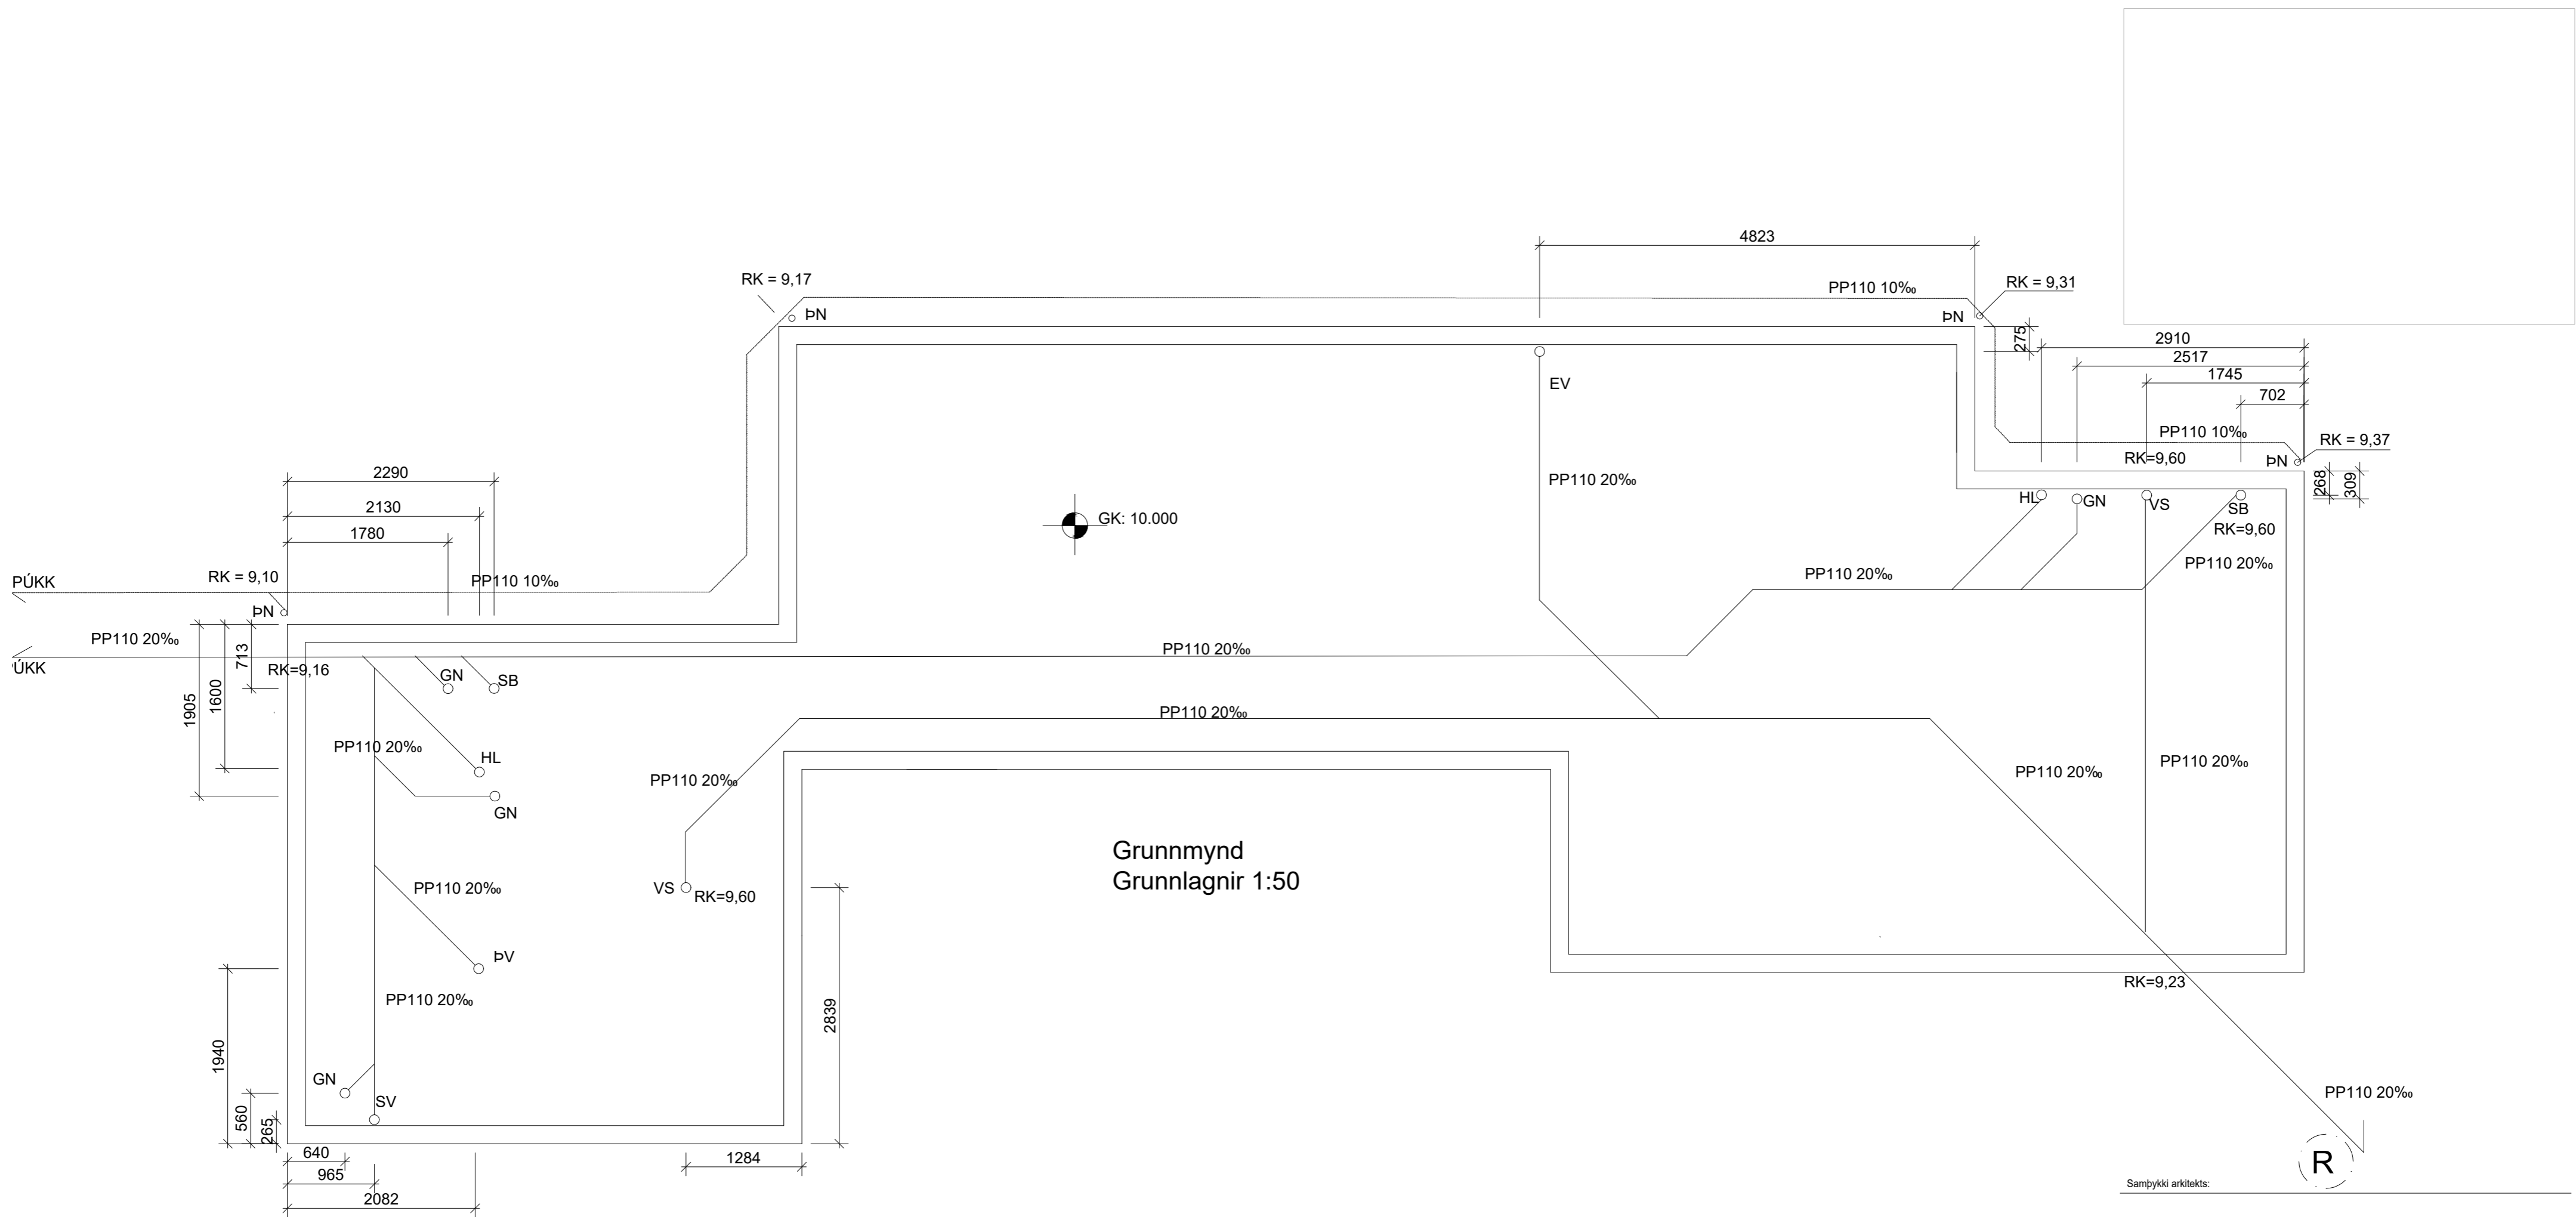 4823
RK = 9,17
RK = 9,31
PP110 10‰
ÞN
ÞN
275
2910
2517
1745
702
EV
PP110 10‰
RK = 9,37
RK=9,60
ÞN
268
309
2290
2130
1780
PP110 20‰
HL
GN
VS
SB
RK=9,60
GK: 10.000
PP110 20‰
PP110 20‰
PÚKK
RK = 9,10
PP110 10‰
ÞN
PP110 20‰
ÚKK
RK=9,16
713
1600
1905
GN
SB
PP110 20‰
PP110 20‰
PP110 20‰
HL
GN
PP110 20‰
PP110 20‰
PP110 20‰
Grunnmynd
Grunnlagnir 1:50
VS
RK=9,60
PP110 20‰
ÞV
PP110 20‰
2839
RK=9,23
1940
560
265
GN
SV
PP110 20‰
640
965
2082
1284
R
Samþykki arkitekts: